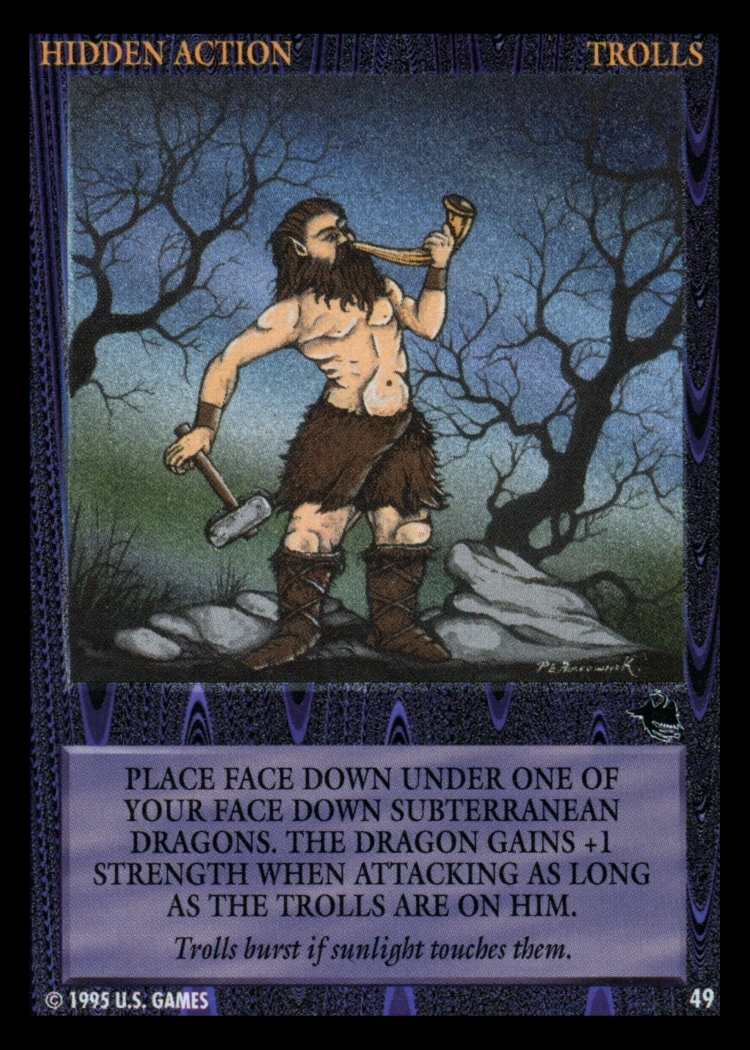 HIDDEN ACTION
TROLLS
PLACE FACE DOWN UNDER ONE OF
YOUR FACE DOWN SUBTERRANEAN
DRAGONS. THE DRAGON GAINS +1
STRENGTH WHEN ATTACKING AS LONG
AS THE TROLLS ARE ON HIM.
Trolls burst if sunlight touches them.
© 1995 U.S. GAMES
49